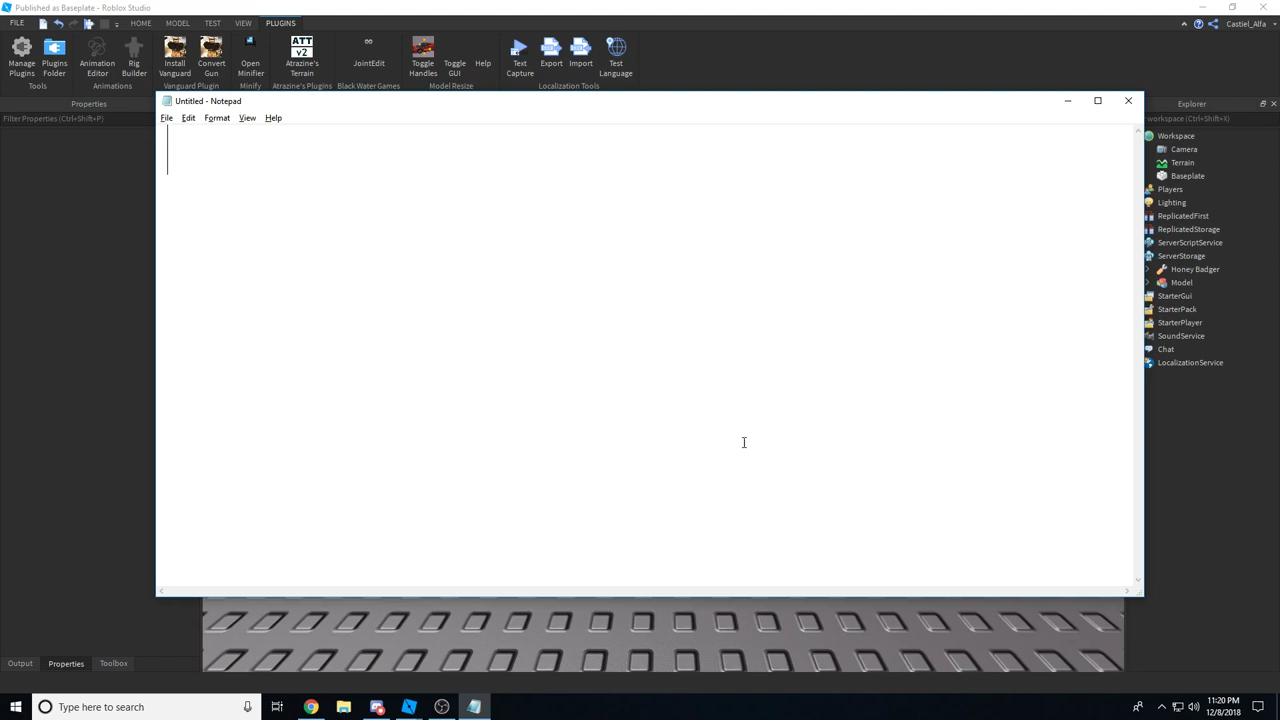 Published as Baseplate - Roblox Studio
FILE HOME MODEL TEST VIEW PLUGINS Castiel_Alfa
Manage Plugins
Plugins Folder
Tools
Animation Editor
Rig Builder
Animations
Install Vanguard
Convert Gun
Vanguard Plugin
Open Minifier
Minify
ATT v2
Atrazine's Terrain
Atrazine's Plugins
JointEdit
Black Water Games
Toggle Handles
Toggle GUI
Help
Model Resize
Text Capture
Export
Import
Test Language
Localization Tools
Properties
Filter Properties (Ctrl+Shift+P)
Untitled - Notepad
File Edit Format View Help
Explorer
workspace (Ctrl+Shift+X)
Workspace
Camera
Terrain
Baseplate
Players
Lighting
ReplicatedFirst
ReplicatedStorage
ServerScriptService
ServerStorage
Honey Badger
Model
StarterGui
StarterPack
StarterPlayer
SoundService
Chat
LocalizationService
Output Properties Toolbox
Type here to search
11:20 PM
12/8/2018